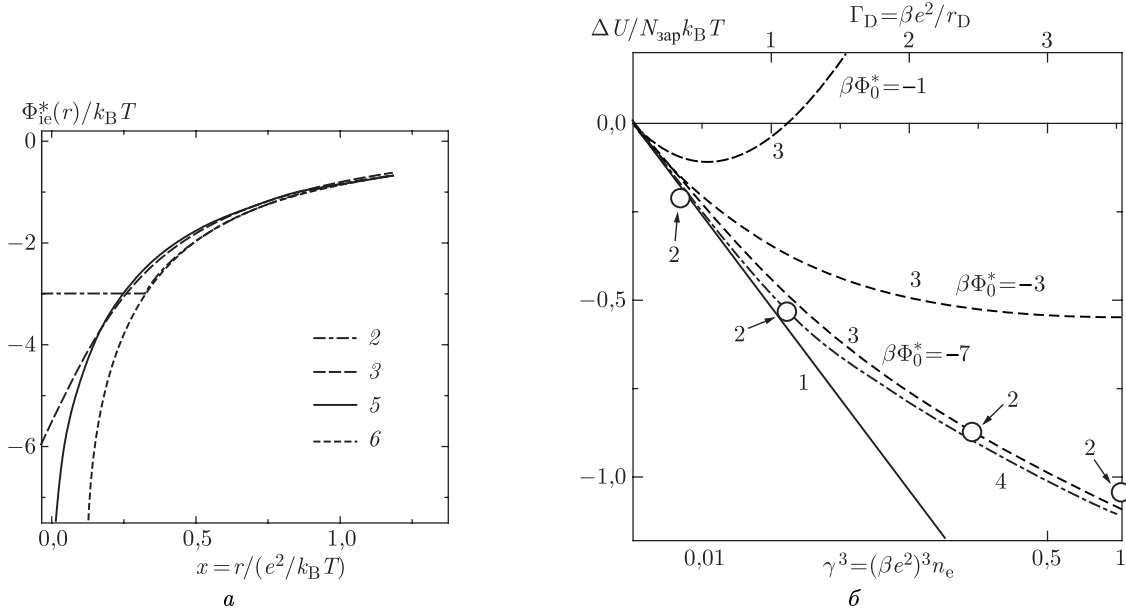 Φ*ie(r)/kBT
0
−2
−4
−6
2
3
5
6
0,0 0,5 1,0
x = r/(e²/kBT)
а
ΓD = βe²/rD
ΔU/NзарkBT
1 2 3
βΦ*0 = −1
0,0
3
2
3 βΦ*0 = −3
−0,5
2
3
βΦ*0 = −7
1
2
2
−1,0
4
0,01 0,5 1
γ³ = (βe²)³ne
б